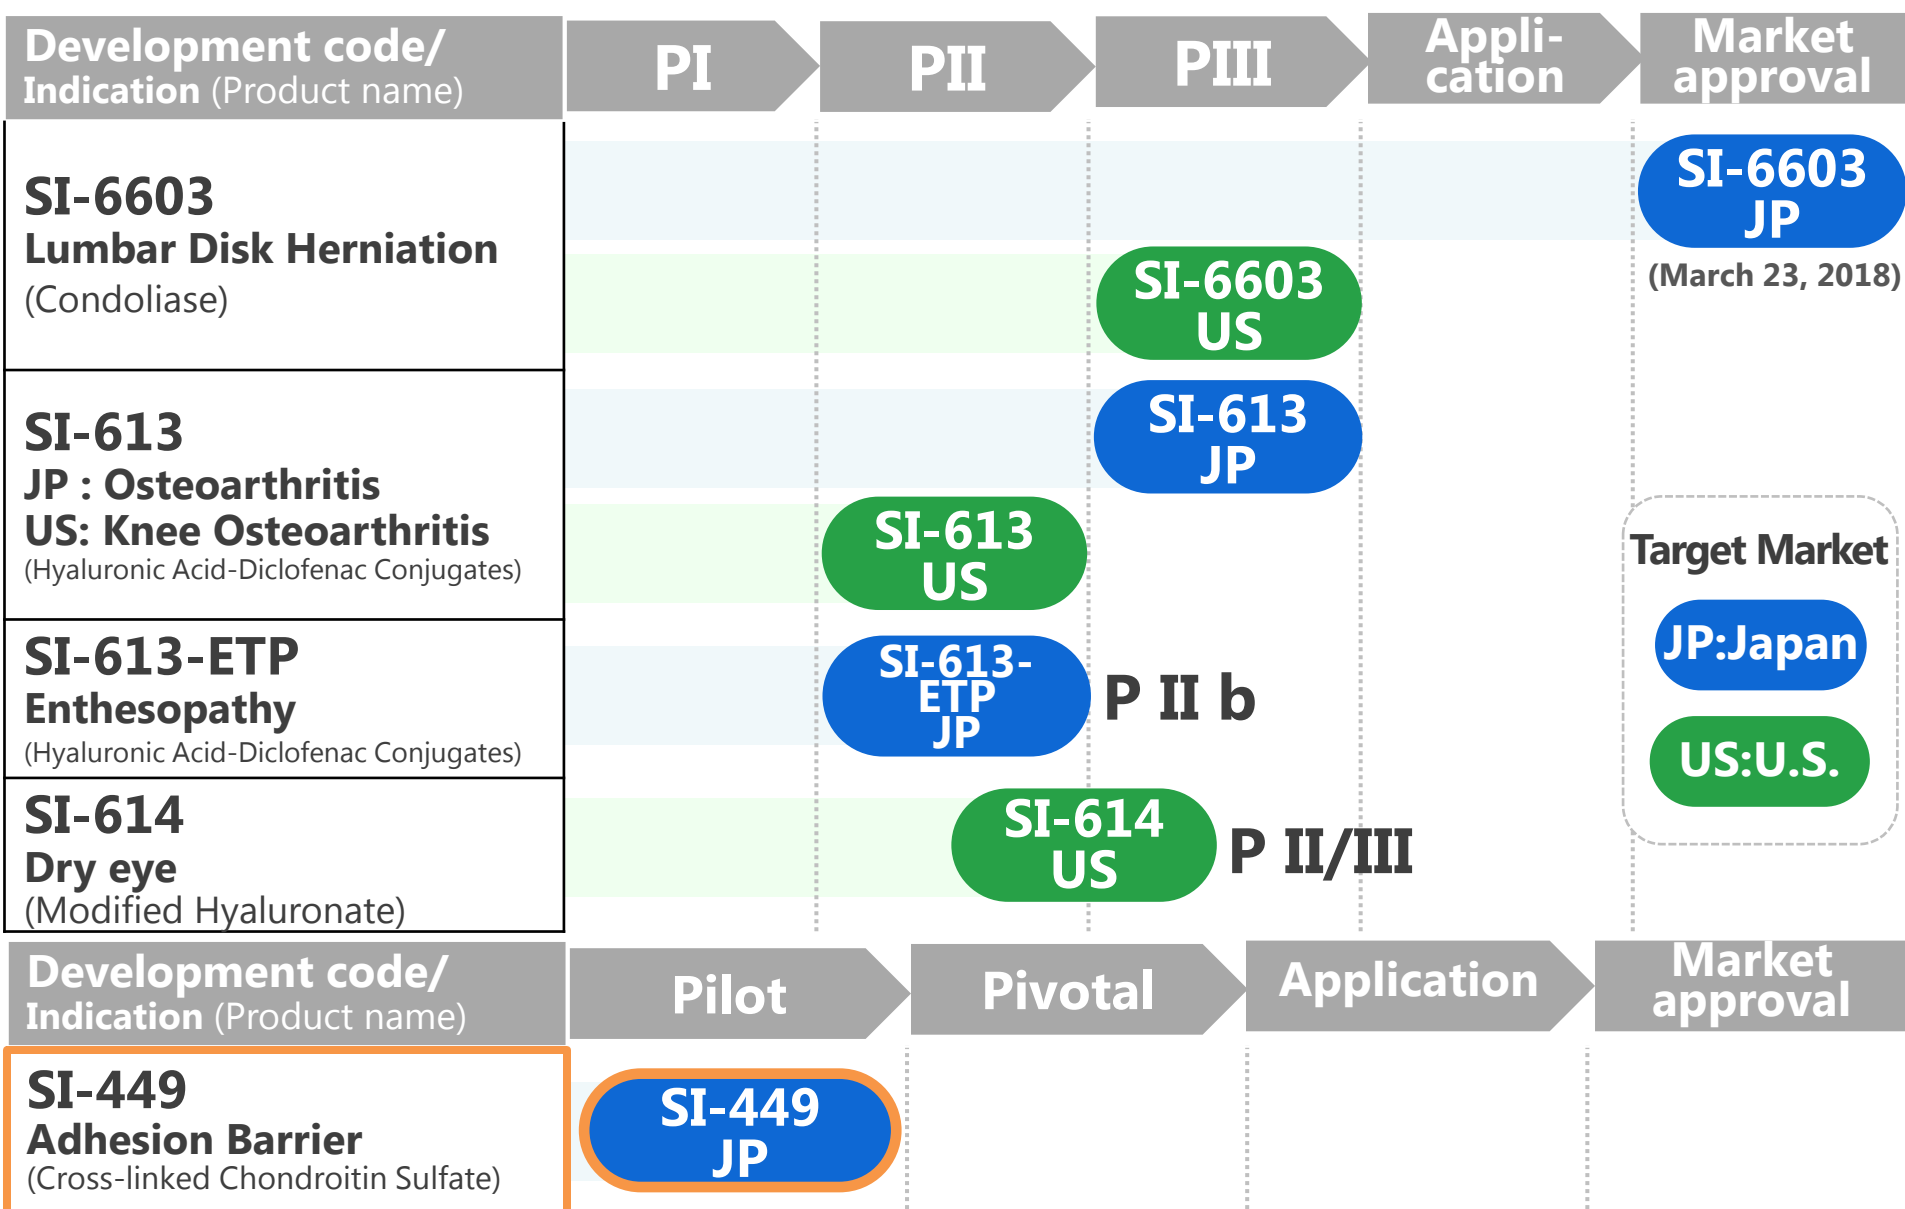 Development code/
Indication (Product name)
PI
PII
PIII
Appli-
cation
Market
approval
SI-6603
Lumbar Disk Herniation
(Condoliase)
SI-6603
JP
(March 23, 2018)
SI-6603
US
SI-613
JP : Osteoarthritis
US: Knee Osteoarthritis
(Hyaluronic Acid-Diclofenac Conjugates)
SI-613
JP
SI-613
US
Target Market
JP:Japan
US:U.S.
SI-613-ETP
Enthesopathy
(Hyaluronic Acid-Diclofenac Conjugates)
SI-613-
ETP
JP
P II b
SI-614
Dry eye
(Modified Hyaluronate)
SI-614
US
P II/III
Development code/
Indication (Product name)
Pilot
Pivotal
Application
Market
approval
SI-449
Adhesion Barrier
(Cross-linked Chondroitin Sulfate)
SI-449
JP